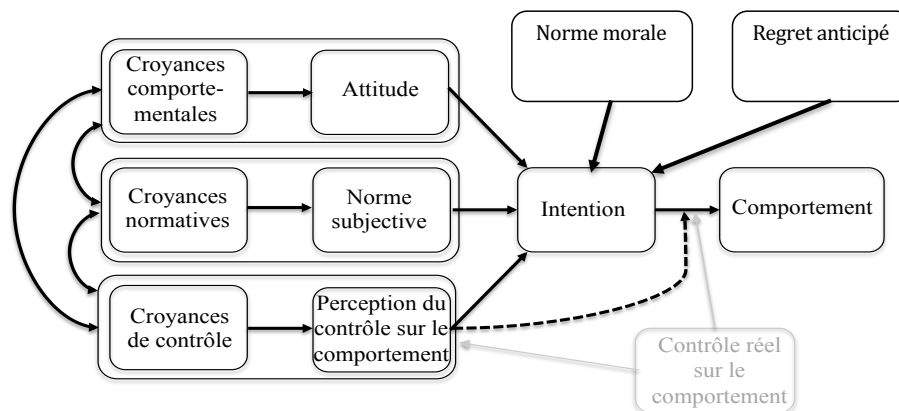 Norme morale
Regret anticipé
Croyances
comporte-
mentales
Attitude
Croyances
normatives
Norme
subjective
Intention
Comportement
Croyances
de contrôle
Perception du
contrôle sur le
comportement
Contrôle réel
sur le
comportement